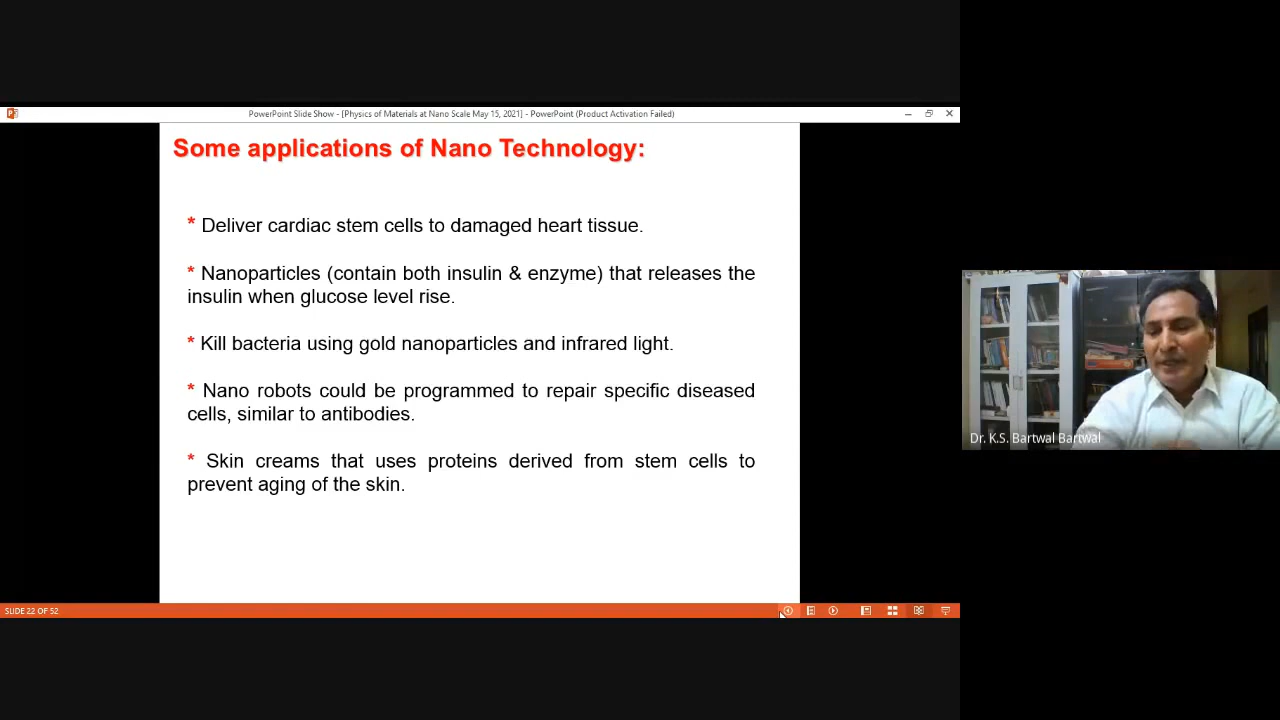 PowerPoint Slide Show - [Physics of Materials at Nano Scale May 15, 2021] - PowerPoint (Product Activation Failed)
Some applications of Nano Technology:
* Deliver cardiac stem cells to damaged heart tissue.
* Nanoparticles (contain both insulin & enzyme) that releases the
insulin when glucose level rise.
* Kill bacteria using gold nanoparticles and infrared light.
* Nano robots could be programmed to repair specific diseased
cells, similar to antibodies.
* Skin creams that uses proteins derived from stem cells to
prevent aging of the skin.
Dr. K.S. Bartwal Bartwal
SLIDE 22 OF 52